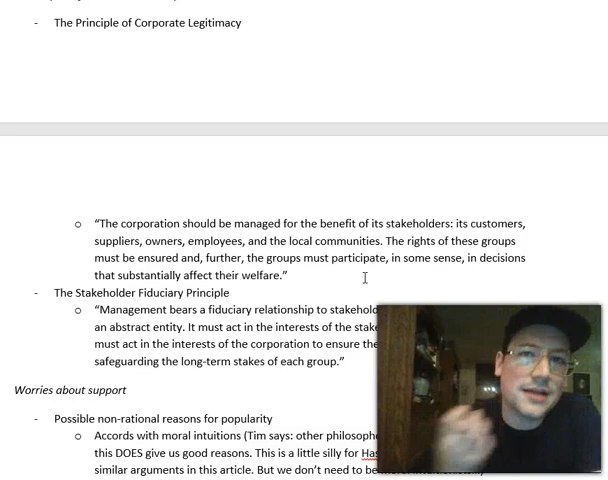 - The Principle of Corporate Legitimacy
o "The corporation should be managed for the benefit of its stakeholders: its customers,
suppliers, owners, employees, and the local communities. The rights of these groups
must be ensured and, further, the groups must participate, in some sense, in decisions
that substantially affect their welfare."
- The Stakeholder Fiduciary Principle
o "Management bears a fiduciary relationship to
an abstract entity. It must act in the interests of the
must act in the interests of the corporation to ensure
safeguarding the long-term stakes of each group."
Worries about support
- Possible non-rational reasons for popularity
o Accords with moral intuitions (Tim says: other
this DOES give us good reasons. This is a little silly for
similar arguments in this article. But we don't need to be